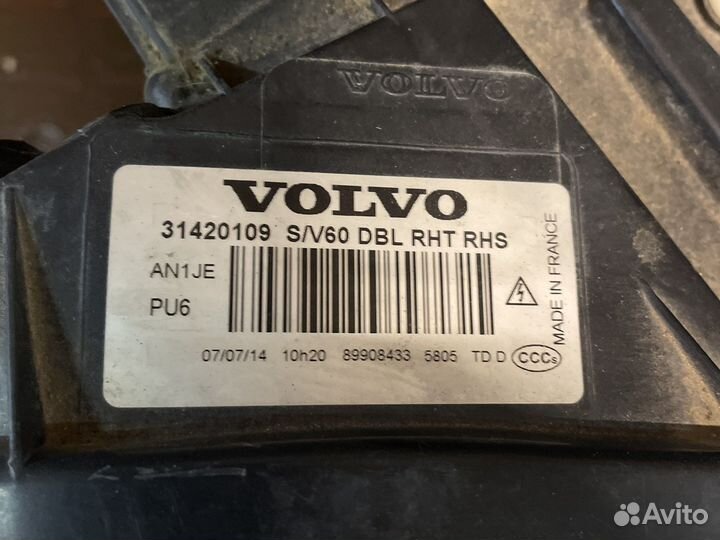 VOLVO
VOLVO
31420109 S/V60 DBL RHT RHS
AN1JE
PU6
MADE IN FRANCE
07/07/14 10h20 89908433 5805 TD D CCCs
Avito